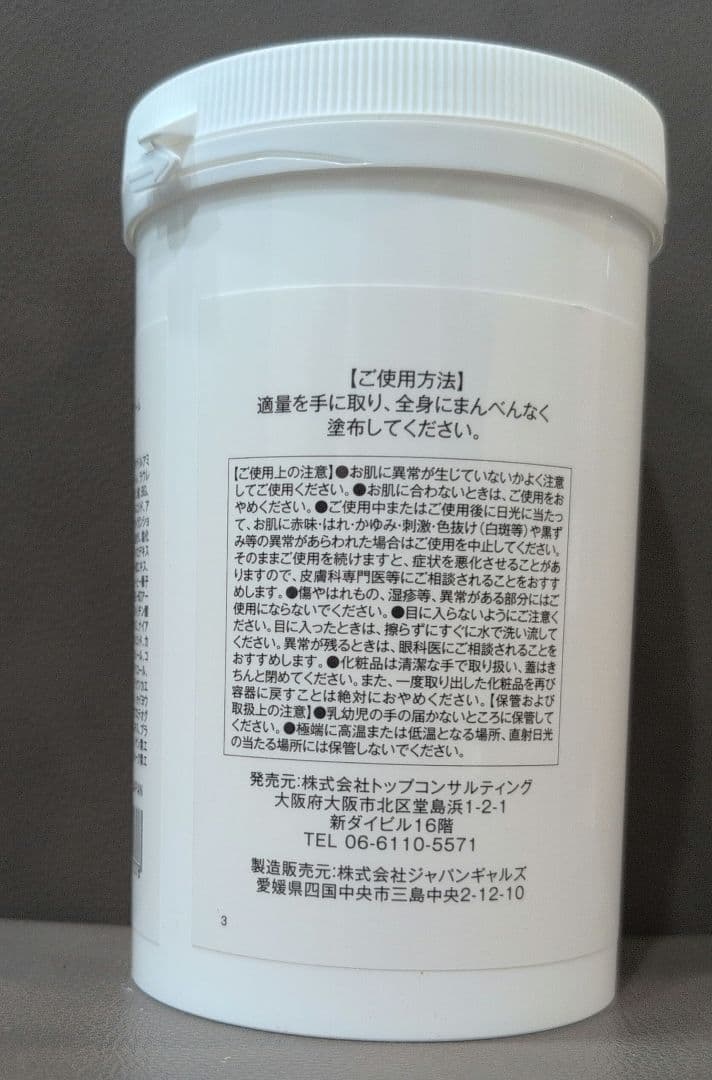 【ご使用方法】
適量を手に取り、全身にまんべんなく
塗布してください。
【ご使用上の注意】●お肌に異常が生じていないかよく注意
してご使用ください。●お肌に合わないときは、ご使用をお
やめください。●ご使用中またはご使用後に日光に当たっ
て、お肌に赤味・はれ・かゆみ・刺激・色抜け(白斑等)や黒ず
み等の異常があらわれた場合はご使用を中止してください。
そのままご使用を続けますと、症状を悪化させることがあ
りますので、皮膚科専門医等にご相談されることをおすす
めします。●傷やはれもの、湿疹等、異常がある部分にはご
使用にならないでください。●目に入らないようにご注意く
ださい。目に入ったときは、擦らずにすぐに水で洗い流して
ください。異常が残るときは、眼科医にご相談されることを
おすすめします。●化粧品は清潔な手で取り扱い、蓋はき
ちんと閉めてください。また、一度取り出した化粧品を再び
容器に戻すことは絶対におやめください。【保管および
取扱上の注意】●乳幼児の手の届かないところに保管して
ください。●極端に高温または低温となる場所、直射日光
の当たる場所には保管しないでください。
発売元:株式会社トップコンサルティング
大阪府大阪市北区堂島浜1-2-1
新ダイビル16階
TEL 06-6110-5571
製造販売元:株式会社ジャパンギャルズ
愛媛県四国中央市三島中央2-12-10
3